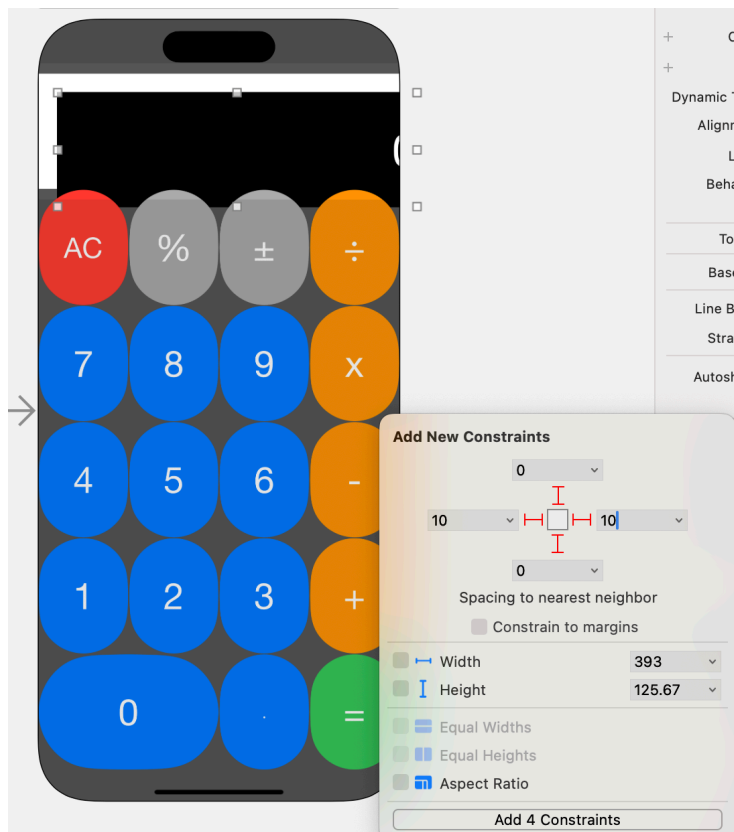 Dynamic
Alignr
L
Beha
To
Base
Line B
Stra
Autosh
AC % ± ÷
7 8 9 x
4 5 6 -
1 2 3 +
0 . =
Add New Constraints
0
10 10
0
Spacing to nearest neighbor
Constrain to margins
Width 393
Height 125.67
Equal Widths
Equal Heights
Aspect Ratio
Add 4 Constraints